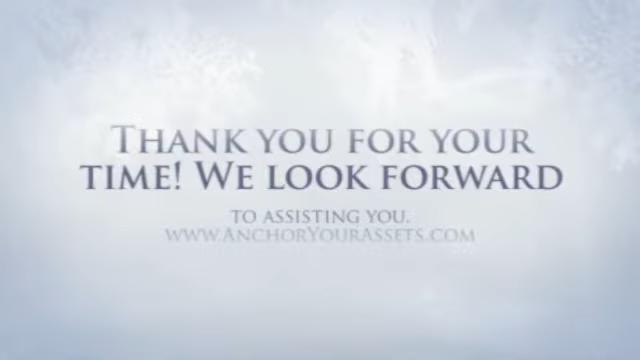 THANK YOU FOR YOUR
TIME! WE LOOK FORWARD
TO ASSISTING YOU.
WWW.ANCHORYOURASSETS.COM